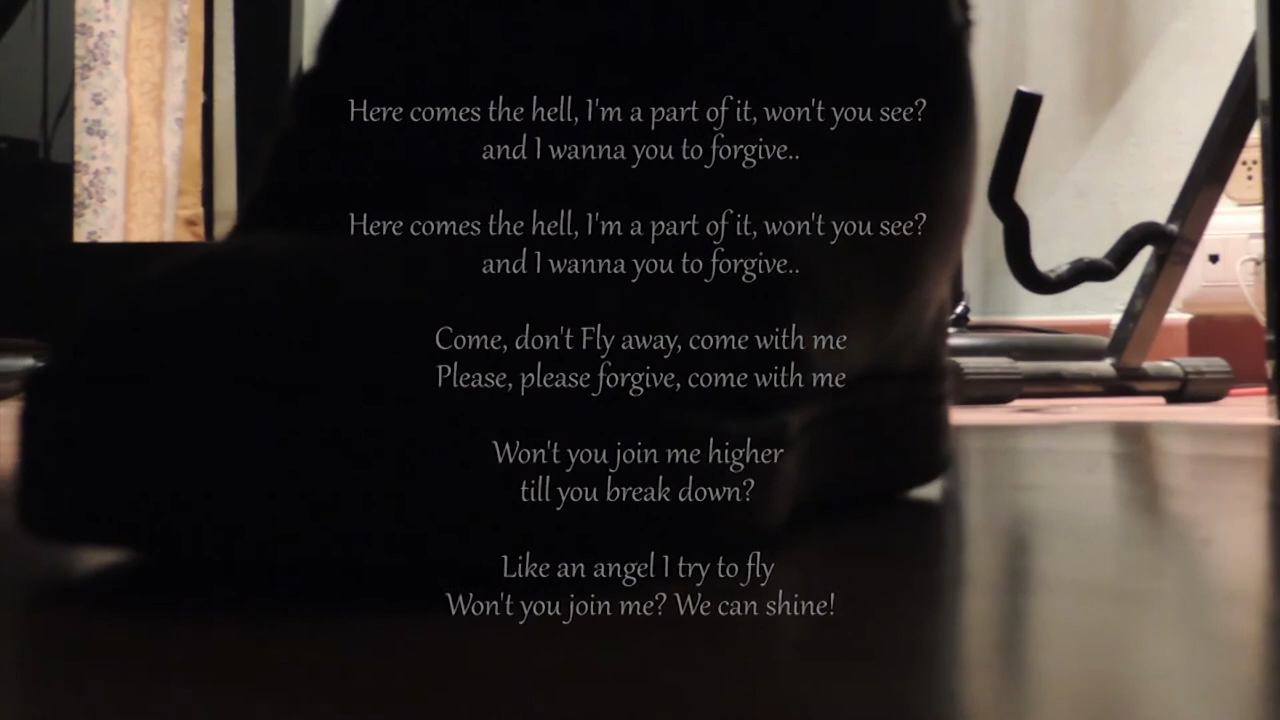 Here comes the hell, I'm a part of it, won't you see?
and I wanna you to forgive..
Here comes the hell, I'm a part of it, won't you see?
and I wanna you to forgive..
Come, don't Fly away, come with me
Please, please forgive, come with me
Won't you join me higher
till you break down?
Like an angel I try to fly
Won't you join me? We can shine!